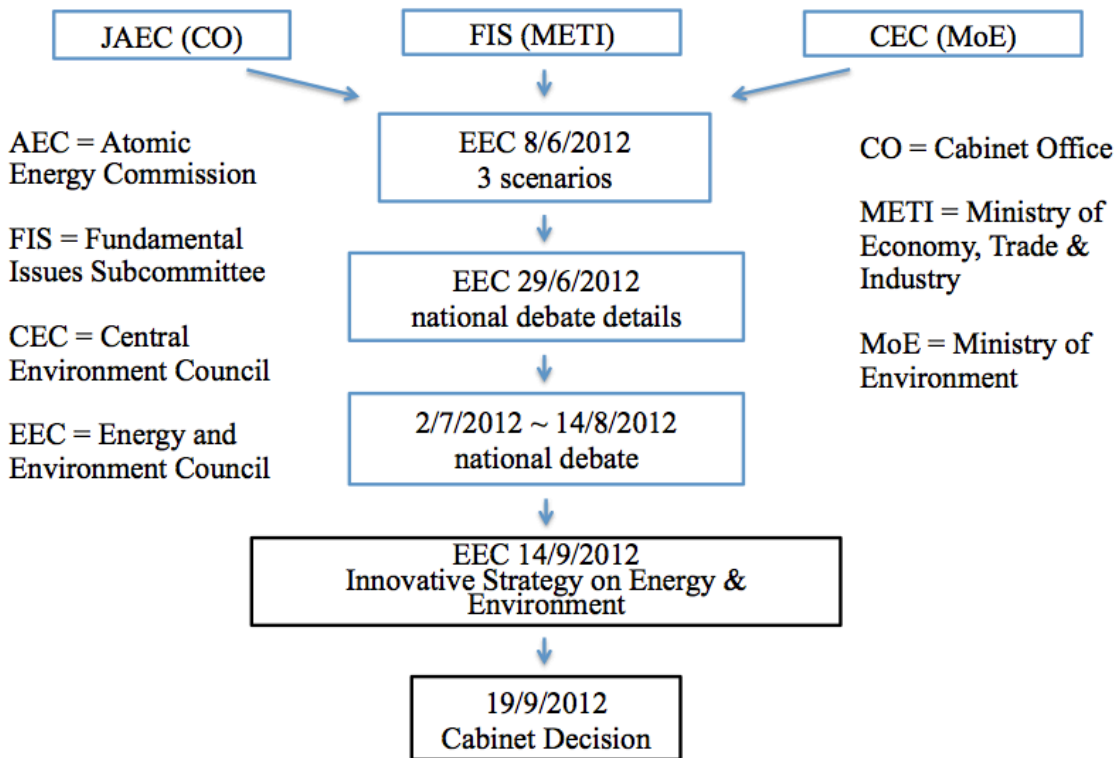 JAEC (CO)
FIS (METI)
CEC (MoE)
EEC 8/6/2012
3 scenarios
EEC 29/6/2012
national debate details
2/7/2012 ~ 14/8/2012
national debate
EEC 14/9/2012
Innovative Strategy on Energy &
Environment
19/9/2012
Cabinet Decision
AEC = Atomic
Energy Commission
FIS = Fundamental
Issues Subcommittee
CEC = Central
Environment Council
EEC = Energy and
Environment Council
CO = Cabinet Office
METI = Ministry of
Economy, Trade &
Industry
MoE = Ministry of
Environment